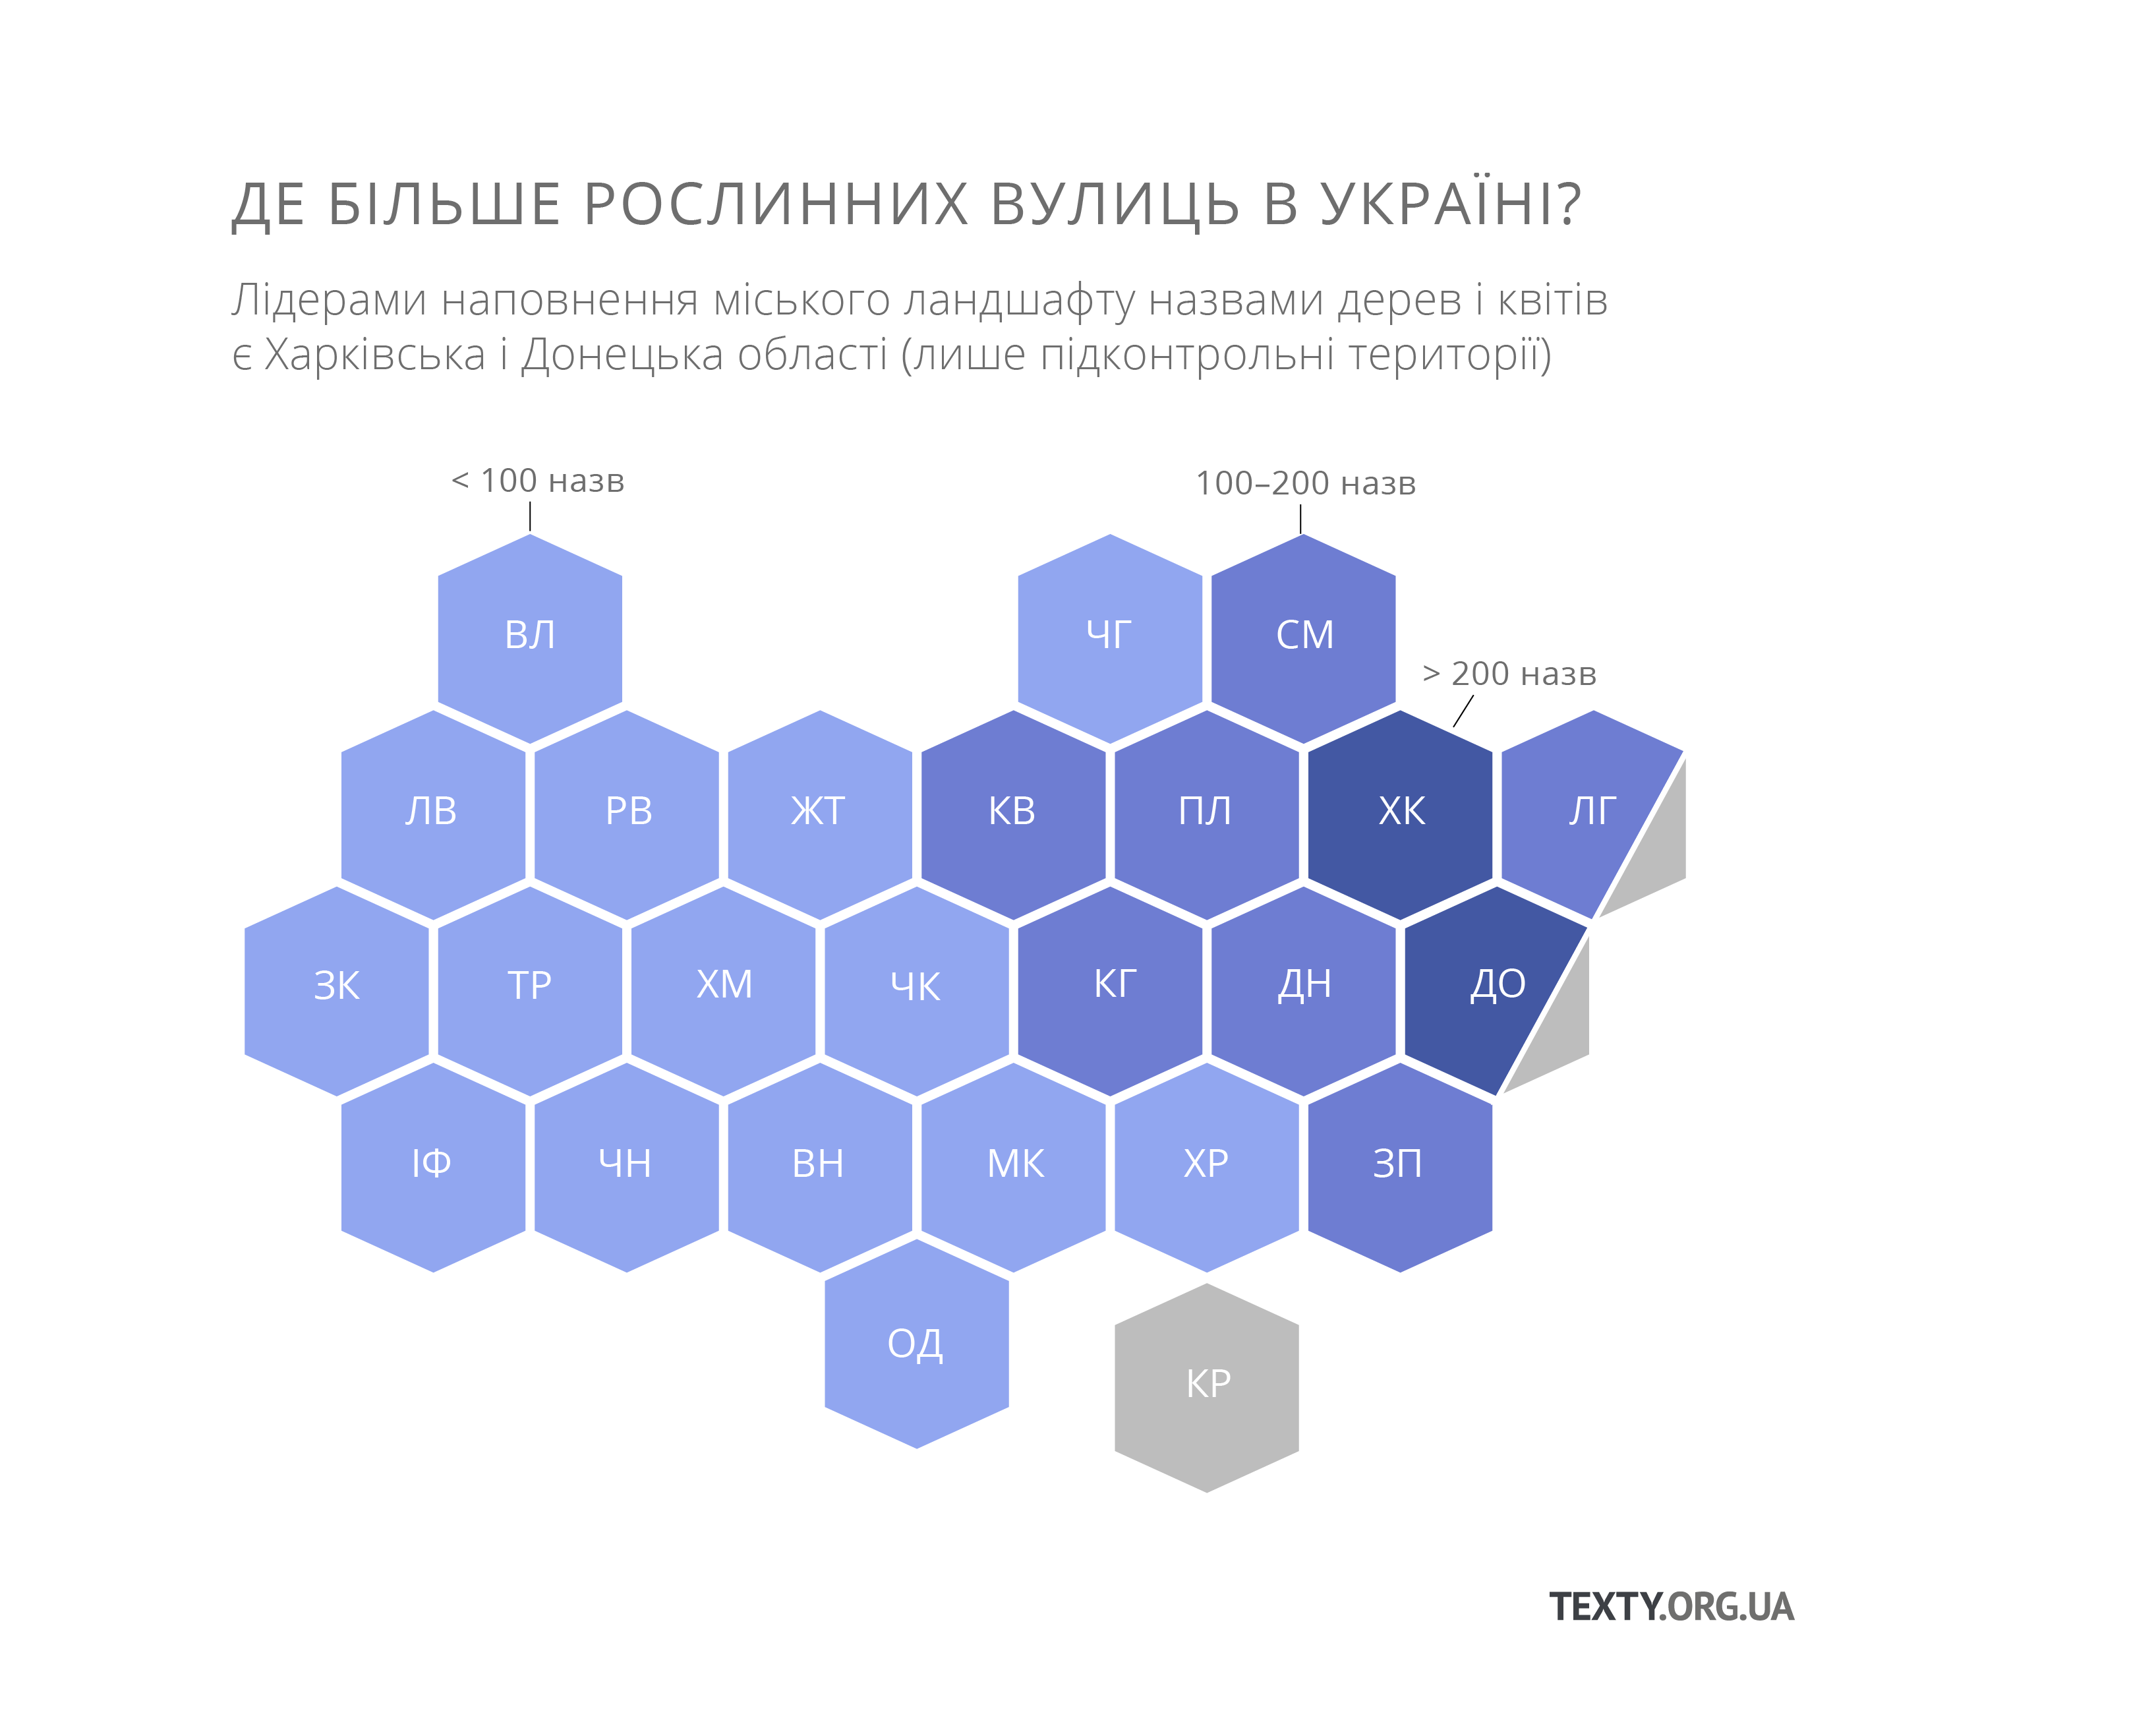 ДЕ БІЛЬШЕ РОСЛИННИХ ВУЛИЦЬ В УКРАЇНІ?
Лідерами наповнення міського ландшафту назвами дерев і квітів
є Харківська і Донецька області (лише підконтрольні території)
< 100 назв
100–200 назв
ВЛ
ЧГ
СМ
> 200 назв
ЛВ
РВ
ЖТ
КВ
ПЛ
ХК
ЛГ
ЗК
ТР
ХМ
ЧК
КГ
ДН
ДО
ІФ
ЧН
ВН
МК
ХР
ЗП
ОД
КР
TEXTY.ORG.UA